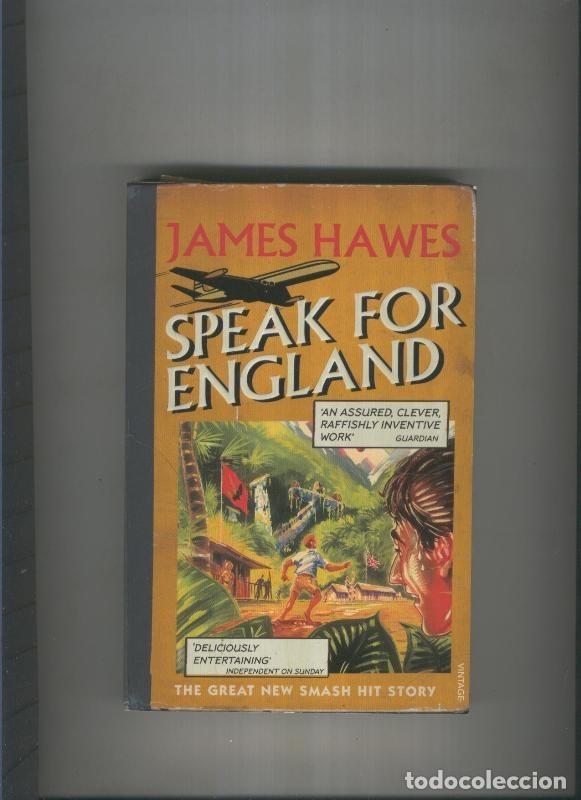 JAMES HAWES
SPEAK FOR
ENGLAND
'AN ASSURED, CLEVER,
RAFFISHLY INVENTIVE
WORK' GUARDIAN
'DELICIOUSLY
ENTERTAINING'
INDEPENDENT ON SUNDAY
VINTAGE
THE GREAT NEW SMASH HIT STORY
todocoleccion